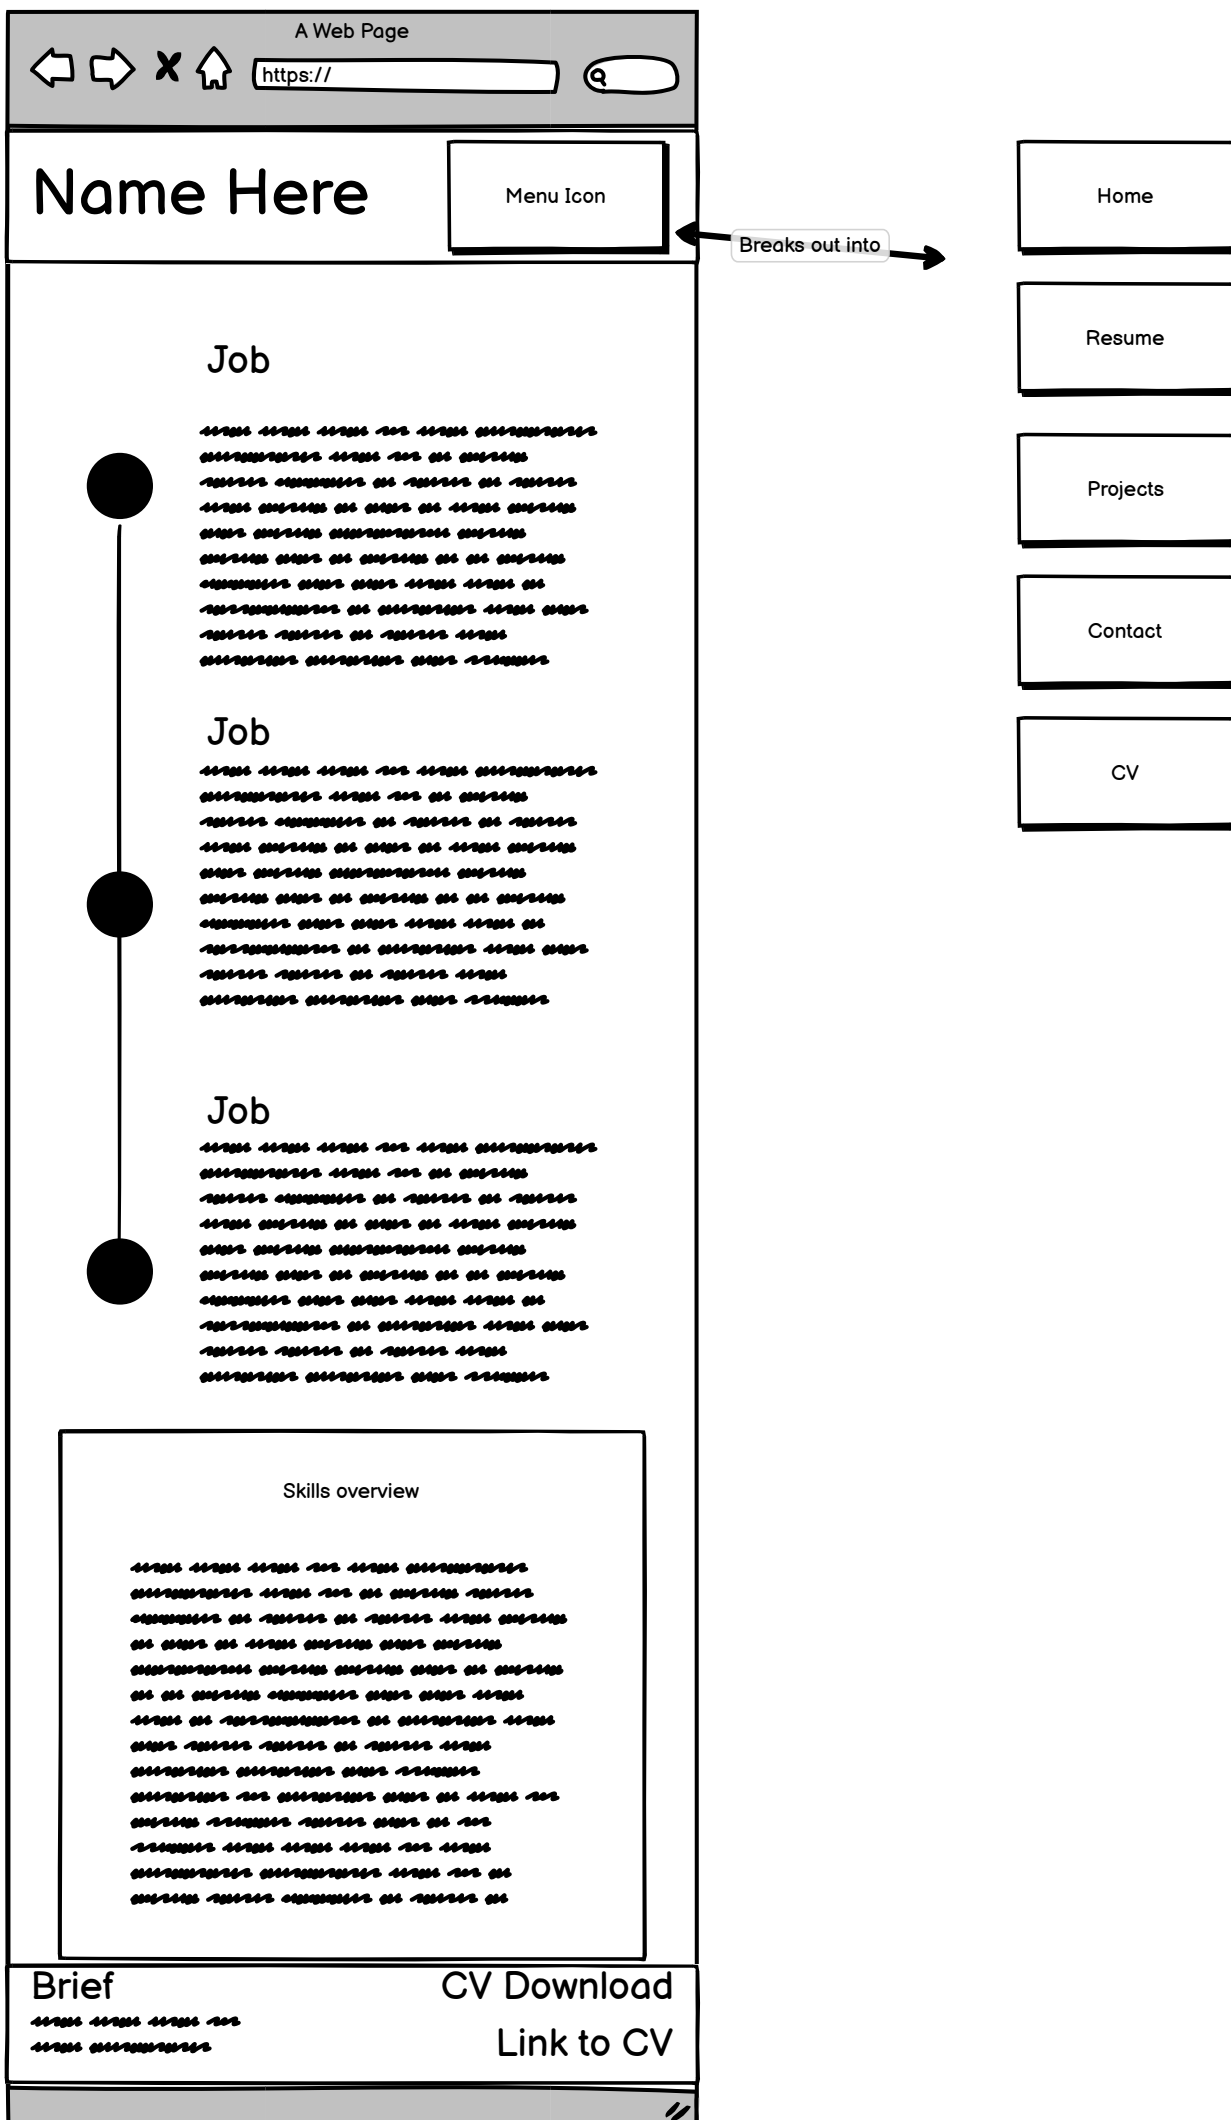 A Web Page
https://
Name Here
Menu Icon
Breaks out into
Home
Resume
Projects
Contact
CV
Job
Job
Job
Skills overview
Brief
CV Download
Link to CV